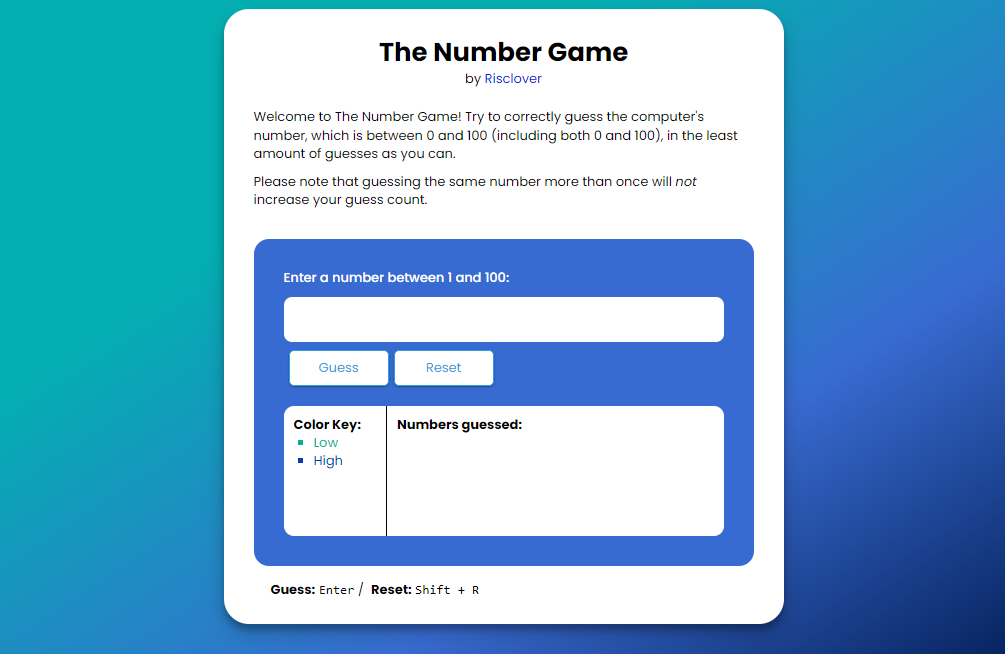 The Number Game
by Risclover
Welcome to The Number Game! Try to correctly guess the computer's
number, which is between 0 and 100 (including both 0 and 100), in the least
amount of guesses as you can.
Please note that guessing the same number more than once will not
increase your guess count.
Enter a number between 1 and 100:
Guess
Reset
Color Key:
Low
High
Numbers guessed:
Guess: Enter / Reset: Shift + R